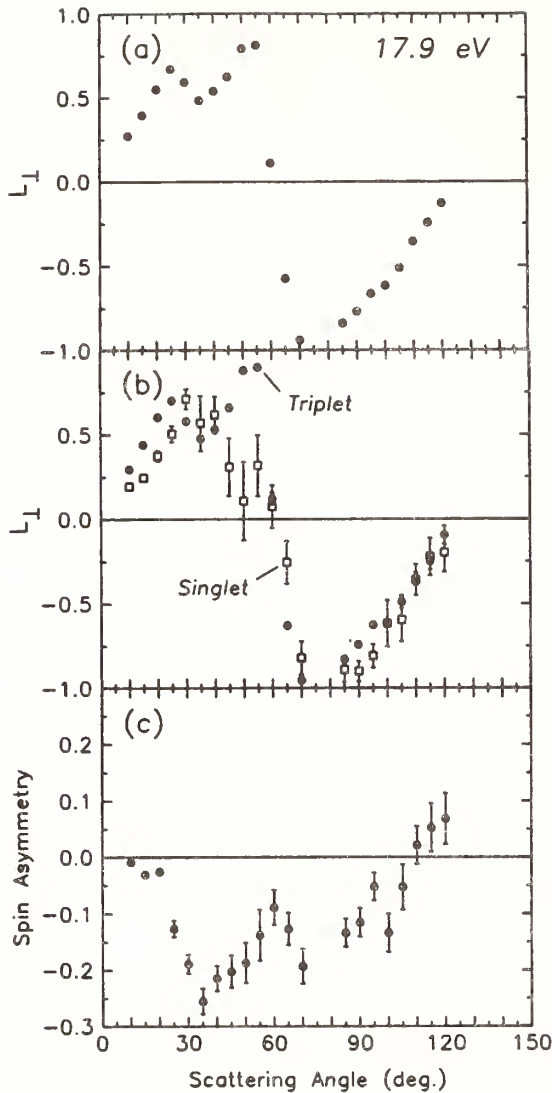 1.0
(a)
17.9 eV
0.5
L⊥
0.0
−0.5
−1.0
(b)
Triplet
0.5
L⊥
0.0
Singlet
−0.5
−1.0
(c)
0.2
0.1
Spin Asymmetry
0.0
−0.1
−0.2
−0.3
0 30 60 90 120 150
Scattering Angle (deg.)